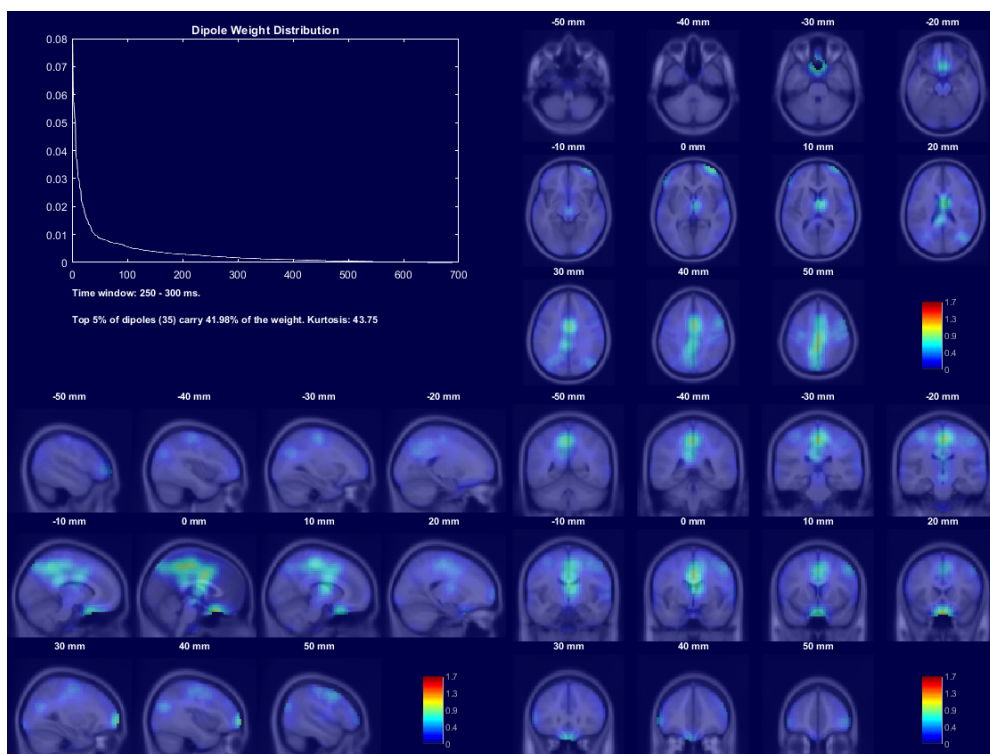 Dipole Weight Distribution
0.08
0.07
0.06
0.05
0.04
0.03
0.02
0.01
0
0 100 200 300 400 500 600 700
Time window: 250 - 300 ms.
Top 5% of dipoles (35) carry 41.98% of the weight. Kurtosis: 43.75
-50 mm -40 mm -30 mm -20 mm
-10 mm 0 mm 10 mm 20 mm
30 mm 40 mm 50 mm
1.7
1.3
0.9
0.4
0
-50 mm -40 mm -30 mm -20 mm
-10 mm 0 mm 10 mm 20 mm
30 mm 40 mm 50 mm
1.7
1.3
0.9
0.4
0
-50 mm -40 mm -30 mm -20 mm
-10 mm 0 mm 10 mm 20 mm
30 mm 40 mm 50 mm
1.7
1.3
0.9
0.4
0